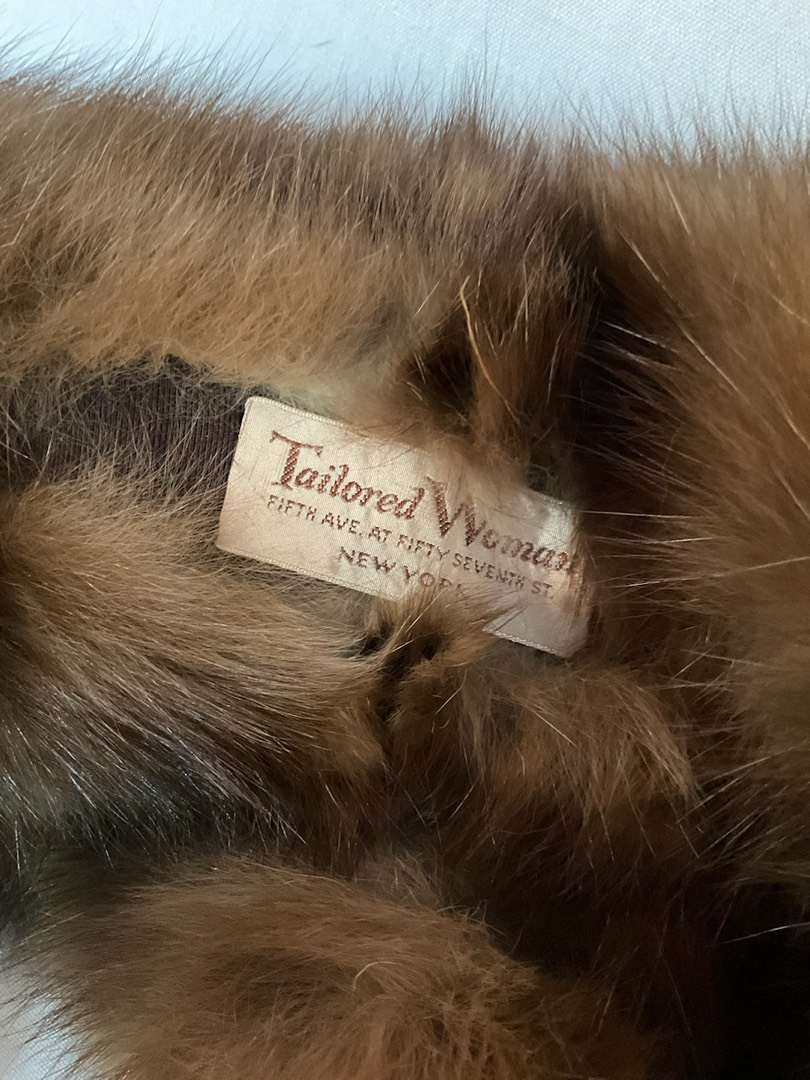 Tailored Woman
FIFTH AVE. AT FIFTY SEVENTH ST.
NEW YORK